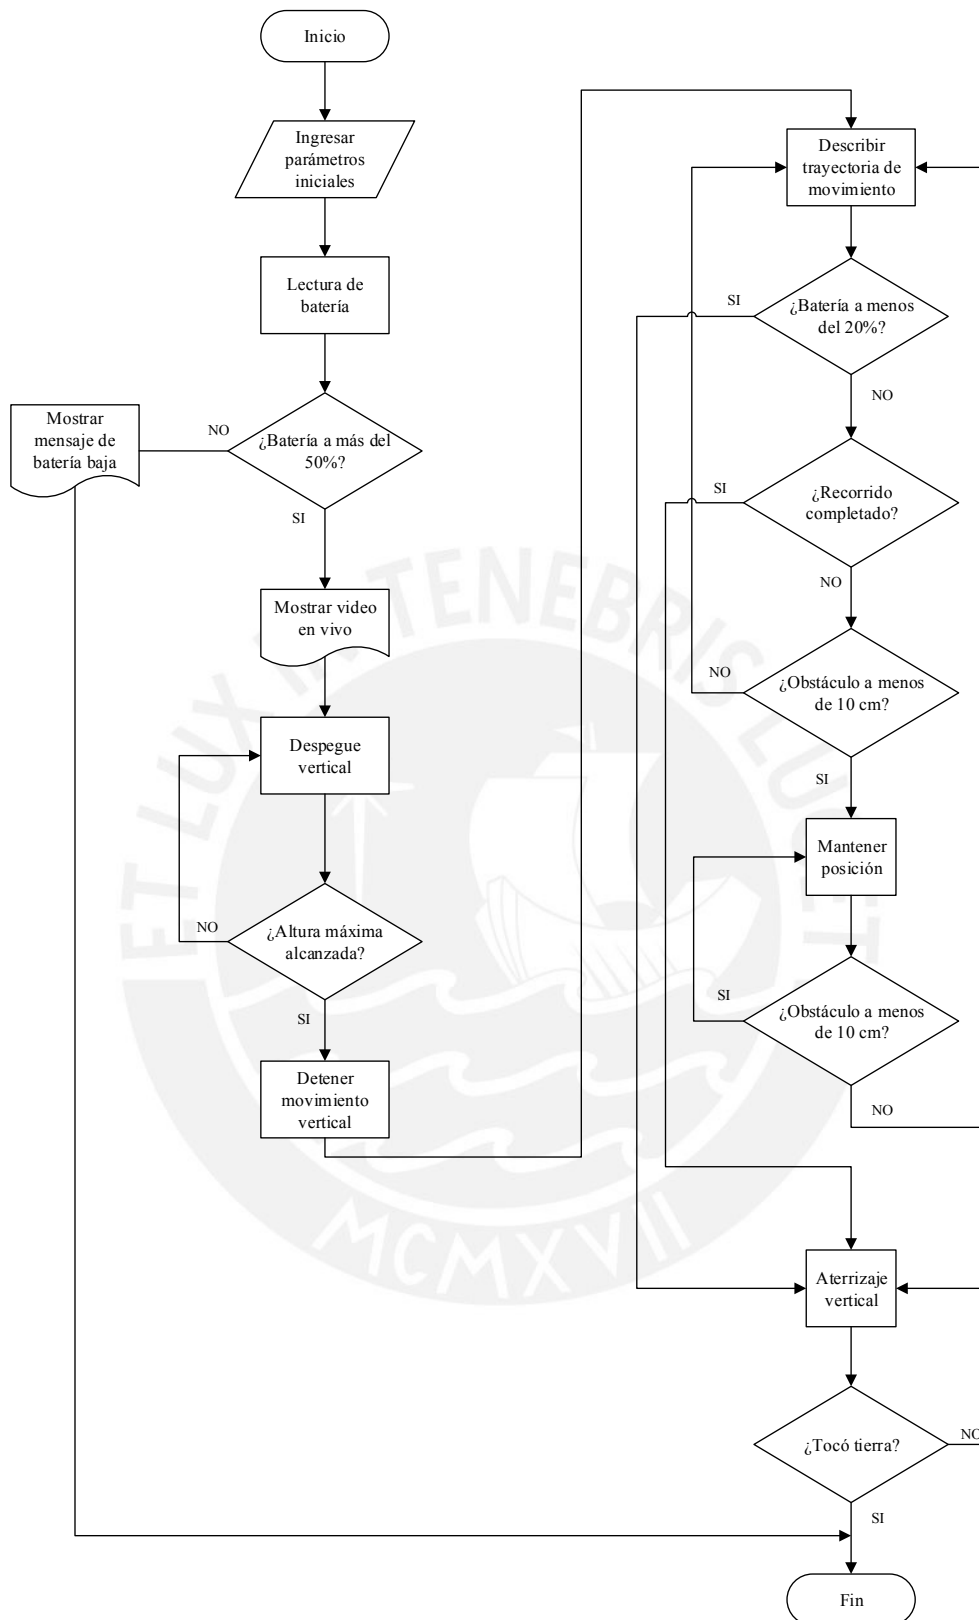 Inicio
Ingresar
parámetros
iniciales
Lectura de
batería
¿Batería a más del
50%?
NO
SI
Mostrar
mensaje de
batería baja
Mostrar video
en vivo
Despegue
vertical
¿Altura máxima
alcanzada?
NO
SI
Detener
movimiento
vertical
Describir
trayectoria de
movimiento
¿Batería a menos
del 20%?
SI
NO
¿Recorrido
completado?
SI
NO
¿Obstáculo a menos
de 10 cm?
NO
SI
Mantener
posición
¿Obstáculo a menos
de 10 cm?
SI
NO
Aterrizaje
vertical
¿Tocó tierra?
NO
SI
Fin
ET LUX IN TENEBRIS LUCET
MCMXVII